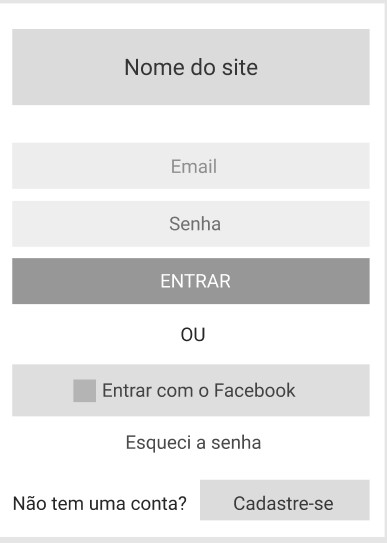 Nome do site
Email
Senha
ENTRAR
OU
Entrar com o Facebook
Esqueci a senha
Não tem uma conta? Cadastre-se